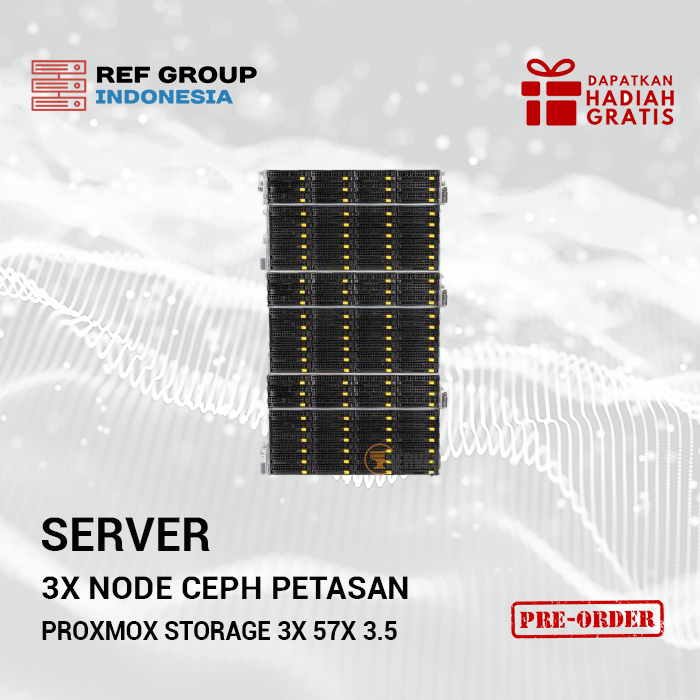 REF GROUP
INDONESIA
DAPATKAN
HADIAH
GRATIS
SERVER
3X NODE CEPH PETASAN
PROXMOX STORAGE 3X 57X 3.5
PRE-ORDER